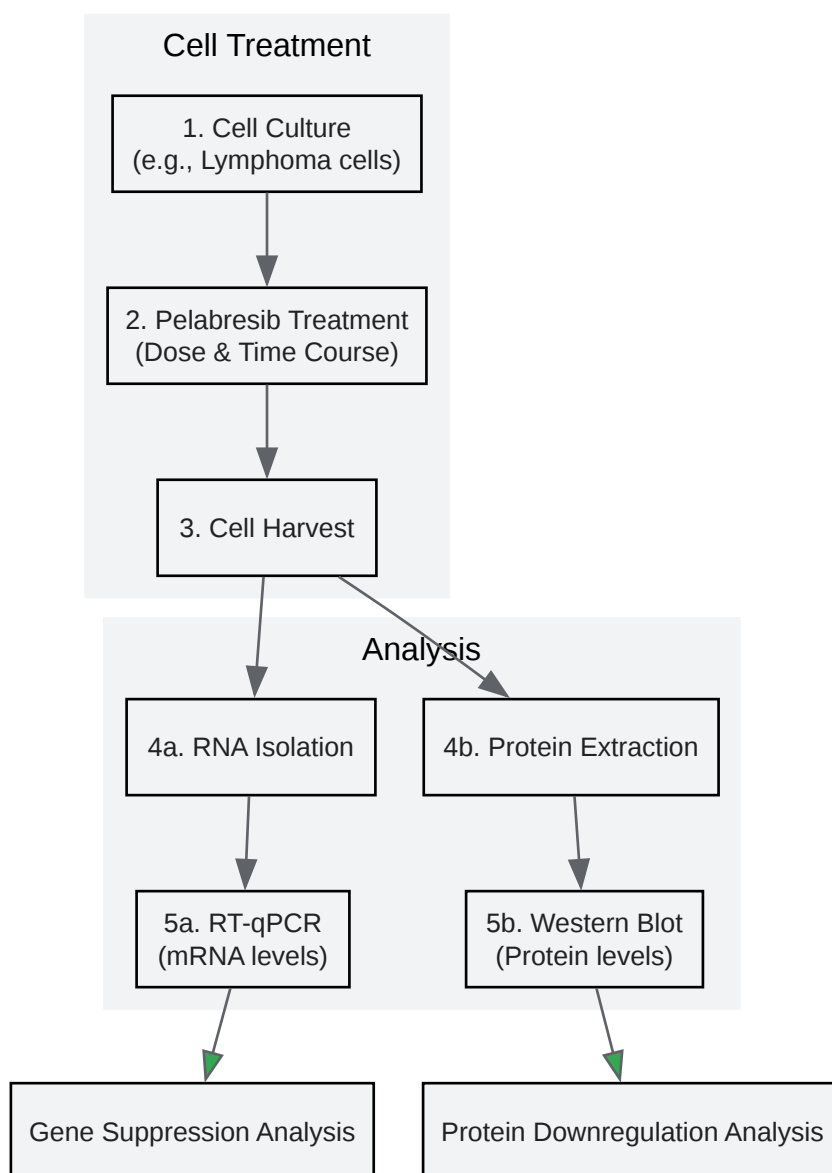 Cell Treatment
1. Cell Culture
(e.g., Lymphoma cells)
2. Pelabresib Treatment
(Dose & Time Course)
3. Cell Harvest
Analysis
4a. RNA Isolation
4b. Protein Extraction
5a. RT-qPCR
(mRNA levels)
5b. Western Blot
(Protein levels)
Gene Suppression Analysis
Protein Downregulation Analysis